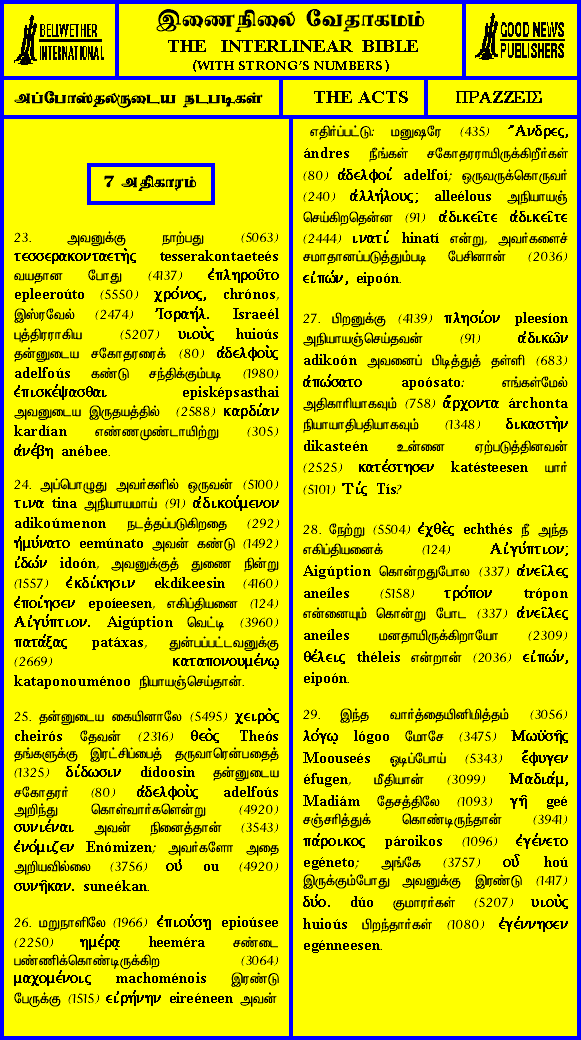 BELLWETHER
INTERNATIONAL
இணைநிலை வேதாகமம்
THE INTERLINEAR BIBLE
(WITH STRONG'S NUMBERS)
GOOD NEWS
PUBLISHERS
அப்போஸ்தலருடைய நடபடிகள்
THE ACTS
ΠΡΑΖΖΕΙΣ
7 அதிகாரம்
23. அவனுக்கு நாற்பது (5063)
τεσσερακονταετὴς tesserakontaeteés
வயதான போது (4137) ἐπληροῦτο
epleeroúto (5550) χρόνος, chrónos,
இஸ்ரவேல் (2474) Ἰσραήλ. Israeél
புத்திரராகிய (5207) υἱοὺς huioús
தன்னுடைய சகோதரரைக் (80) ἀδελφοὺς
adelfoús கண்டு சந்திக்கும்படி (1980)
ἐπισκέψασθαι episképsasthai
அவனுடைய இருதயத்தில் (2588) καρδίαν
kardían எண்ணமுண்டாயிற்று (305)
ἀνέβη anébee.
24. அப்பொழுது அவர்களில் ஒருவன் (5100)
τινα tina அநியாயமாய் (91) ἀδικούμενον
adikoúmenon நடத்தப்படுகிறதை (292)
ἠμύνατο eemúnato அவன் கண்டு (1492)
ἰδών idoón, அவனுக்குத் துணை நின்று
(1557) ἐκδίκησιν ekdíkeesin (4160)
ἐποίησεν epoíeesen, எகிப்தியனை (124)
Αἰγύπτιον. Aigúption வெட்டி (3960)
πατάξας patáxas, துன்பப்பட்டவனுக்கு
(2669) καταπονουμένῳ
kataponouménoo நியாயஞ்செய்தான்.
25. தன்னுடைய கையினாலே (5495) χειρὸς
cheirós தேவன் (2316) θεὸς Theós
தங்களுக்கு இரட்சிப்பைத் தருவாரென்பதைத்
(1325) δίδωσιν dídoosin தன்னுடைய
சகோதரர் (80) ἀδελφοὺς adelfoús
அறிந்து கொள்வார்களென்று (4920)
συνιέναι அவன் நினைத்தான் (3543)
ἐνόμιζεν Enómizen; அவர்களோ அதை
அறியவில்லை (3756) οὐ ou (4920)
συνῆκαν. suneékan.
26. மறுநாளிலே (1966) ἐπιούσῃ epioúsee
(2250) ημέρᾳ heeméra சண்டை
பண்ணிக்கொண்டிருக்கிற (3064)
μαχομένοις machoménois இரண்டு
பேருக்கு (1515) εἰρήνην eireéneen அவன்
எதிர்ப்பட்டு: மனுஷரே (435) Ἄνδρες,
ándres நீங்கள் சகோதரராயிருக்கிறீர்கள்
(80) ἀδελφοί adelfoí; ஒருவருக்கொருவர்
(240) ἀλλήλους; alleélous அநியாயஞ்
செய்கிறதென்ன (91) ἀδικεῖτε ἀδικεῖτε
(2444) ινατί hinatí என்று, அவர்களைச்
சமாதானப்படுத்தும்படி பேசினான் (2036)
εἰπών, eipoón.
27. பிறனுக்கு (4139) πλησίον pleesíon
அநியாயஞ்செய்தவன் (91) ἀδικῶν
adikoón அவனைப் பிடித்துத் தள்ளி (683)
ἀπώσατο apoósato: எங்கள்மேல்
அதிகாரியாகவும் (758) ἄρχοντα árchonta
நியாயாதிபதியாகவும் (1348) δικαστὴν
dikasteén உன்னை ஏற்படுத்தினவன்
(2525) κατέστησεν katésteesen யார்
(5101) Τίς Tís?
28. நேற்று (5504) ἐχθὲς echthés நீ அந்த
எகிப்தியனைக் (124) Αἰγύπτιον;
Aigúption கொன்றதுபோல (337) ἀνεῖλες
aneíles (5158) τρόπον trópon
என்னையும் கொன்று போட (337) ἀνεῖλες
aneíles மனதாயிருக்கிறாயோ (2309)
θέλεις théleis என்றான் (2036) εἰπών,
eipoón.
29. இந்த வார்த்தையினிமித்தம் (3056)
λόγῳ lógoo மோசே (3475) Μωϋσῆς
Moouseés ஓடிப்போய் (5343) ἔφυγεν
éfugen, மீதியான் (3099) Μαδιάμ,
Madiám தேசத்திலே (1093) γῆ geé
சஞ்சரித்துக் கொண்டிருந்தான் (3941)
πάροικος pároikos (1096) ἐγένετο
egéneto; அங்கே (3757) οὗ hoú
இருக்கும்போது அவனுக்கு இரண்டு (1417)
δύο. dúo குமாரர்கள் (5207) υιοὺς
huioús பிறந்தார்கள் (1080) ἐγέννησεν
egénneesen.